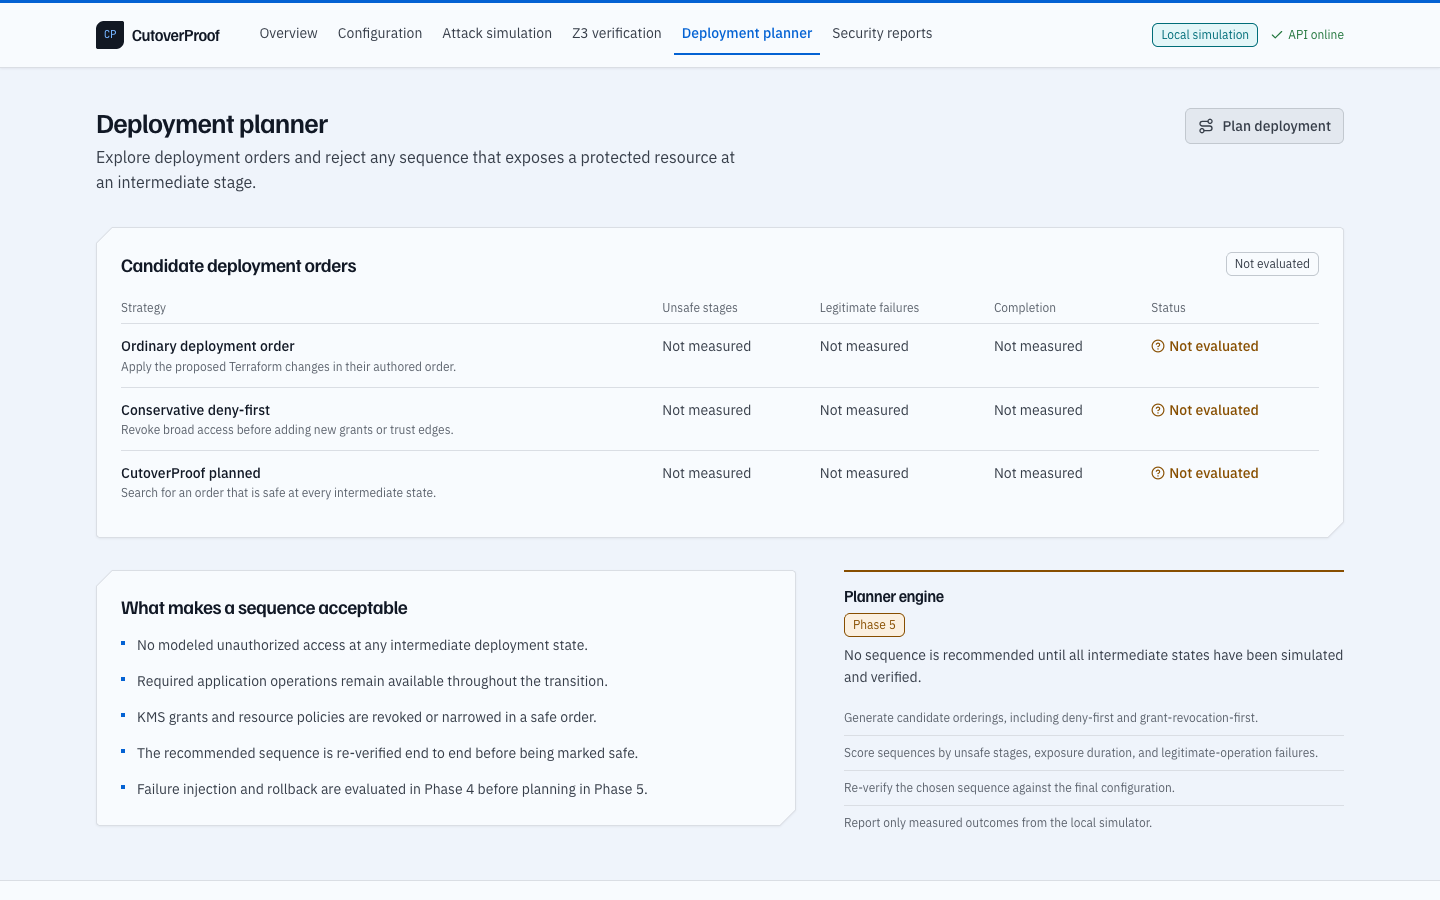 CP CutoverProof Overview Configuration Attack simulation Z3 verification Deployment planner Security reports Local simulation API online
Deployment planner
Plan deployment
Explore deployment orders and reject any sequence that exposes a protected resource at
an intermediate stage.
Candidate deployment orders
Not evaluated
Strategy Unsafe stages Legitimate failures Completion Status
Ordinary deployment order Not measured Not measured Not measured Not evaluated
Apply the proposed Terraform changes in their authored order.
Conservative deny-first Not measured Not measured Not measured Not evaluated
Revoke broad access before adding new grants or trust edges.
CutoverProof planned Not measured Not measured Not measured Not evaluated
Search for an order that is safe at every intermediate state.
What makes a sequence acceptable
No modeled unauthorized access at any intermediate deployment state.
Required application operations remain available throughout the transition.
KMS grants and resource policies are revoked or narrowed in a safe order.
The recommended sequence is re-verified end to end before being marked safe.
Failure injection and rollback are evaluated in Phase 4 before planning in Phase 5.
Planner engine
Phase 5
No sequence is recommended until all intermediate states have been simulated
and verified.
Generate candidate orderings, including deny-first and grant-revocation-first.
Score sequences by unsafe stages, exposure duration, and legitimate-operation failures.
Re-verify the chosen sequence against the final configuration.
Report only measured outcomes from the local simulator.